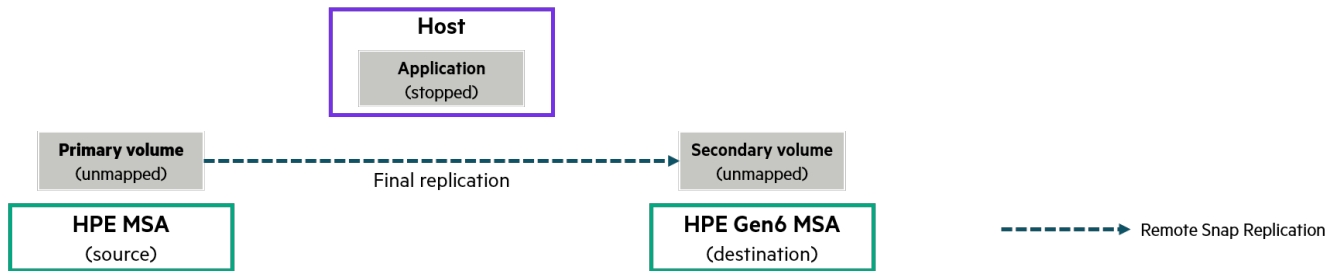 Host
Application
(stopped)
Primary volume
(unmapped)
Final replication
Secondary volume
(unmapped)
HPE MSA
(source)
HPE Gen6 MSA
(destination)
Remote Snap Replication